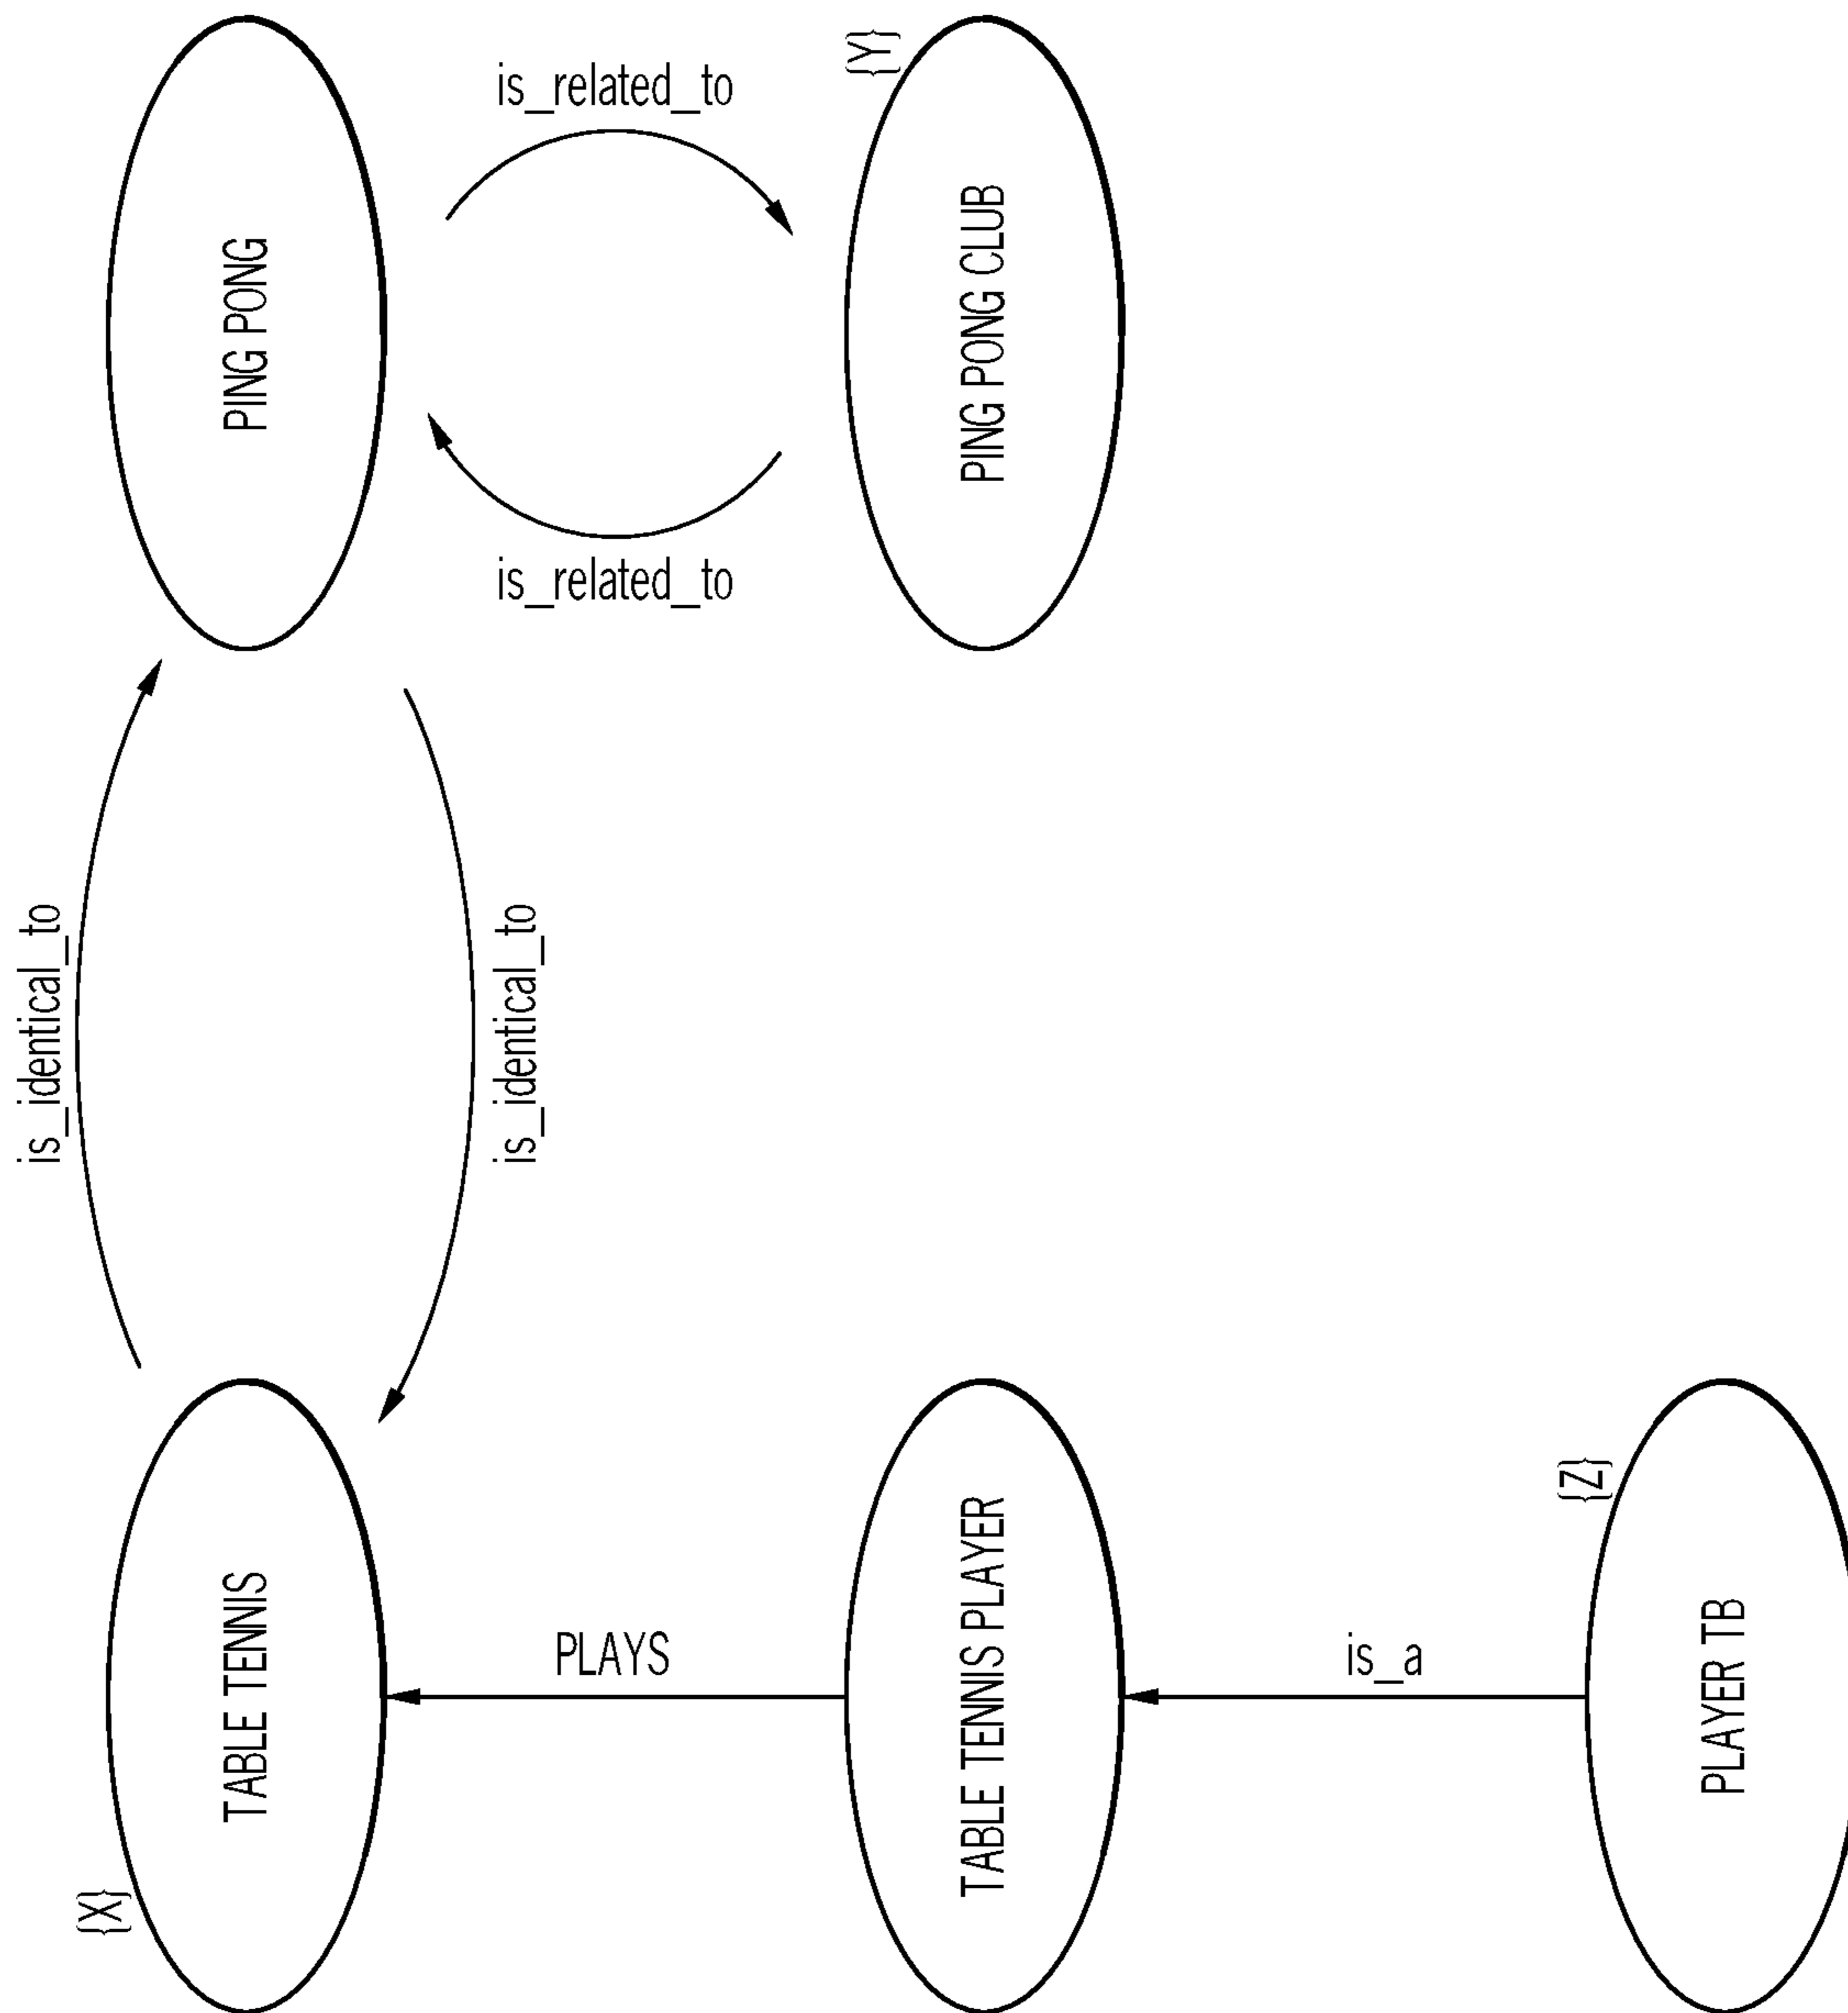 is_related_to
{Y}
PING PONG
PING PONG CLUB
is_related_to
is_identical_to
is_identical_to
{X}
TABLE TENNIS
PLAYS
TABLE TENNIS PLAYER
is_a
{Z}
PLAYER TB